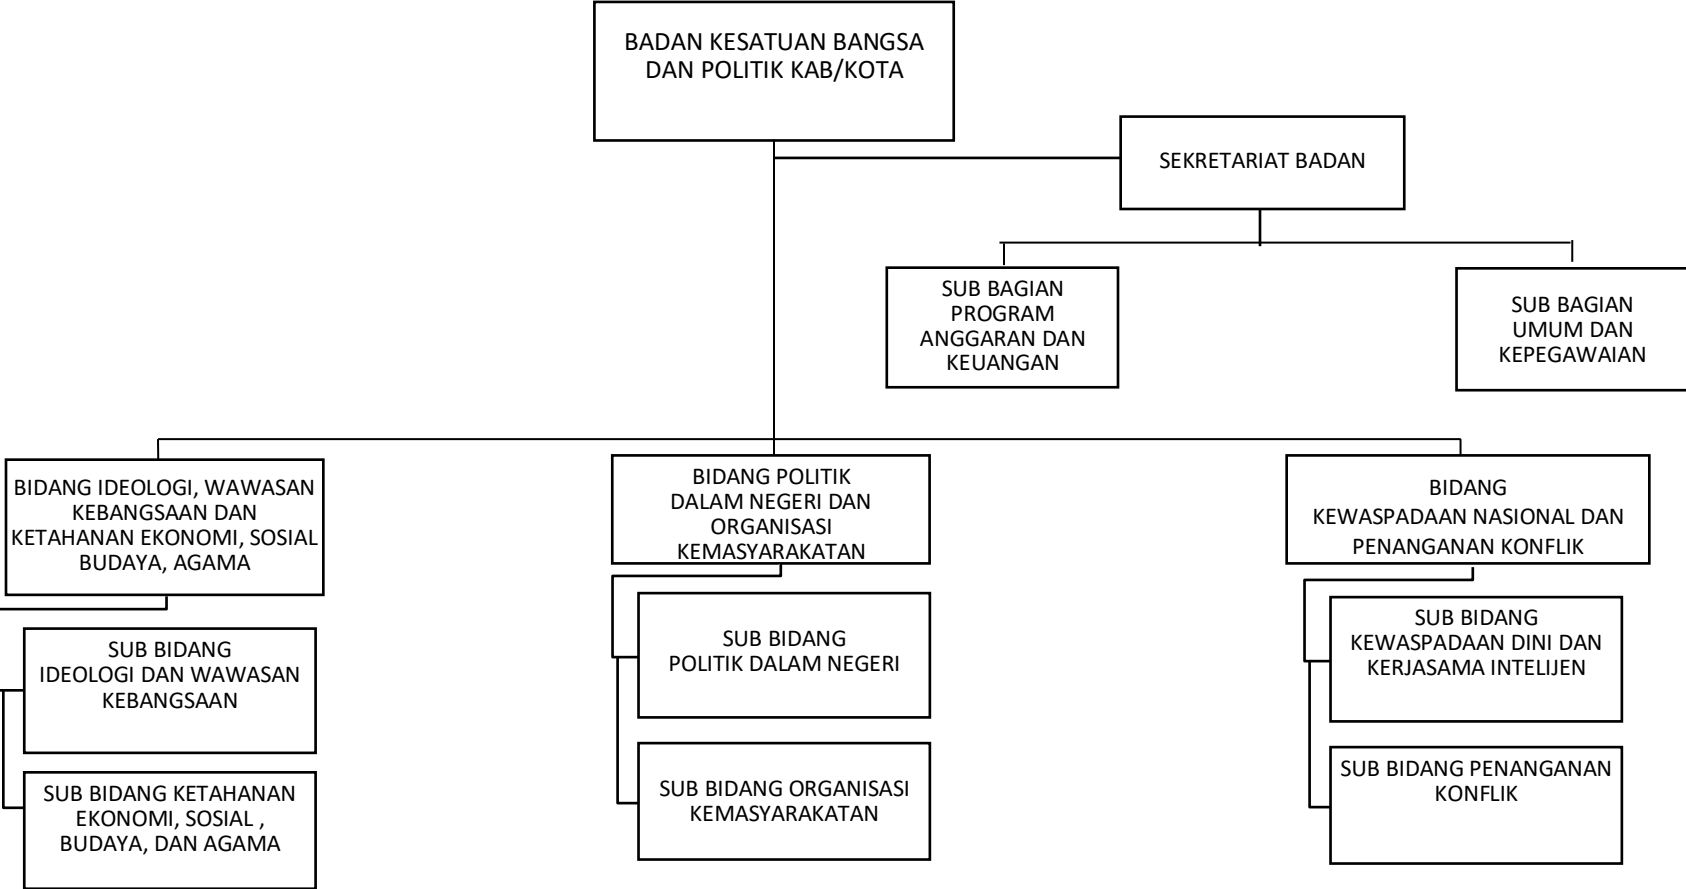 BADAN KESATUAN BANGSA
DAN POLITIK KAB/KOTA
SEKRETARIAT BADAN
SUB BAGIAN
PROGRAM
ANGGARAN DAN
KEUANGAN
SUB BAGIAN
UMUM DAN
KEPEGAWAIAN
BIDANG IDEOLOGI, WAWASAN
KEBANGSAAN DAN
KETAHANAN EKONOMI, SOSIAL
BUDAYA, AGAMA
BIDANG POLITIK
DALAM NEGERI DAN
ORGANISASI
KEMASYARAKATAN
BIDANG
KEWASPADAAN NASIONAL DAN
PENANGANAN KONFLIK
SUB BIDANG
IDEOLOGI DAN WAWASAN
KEBANGSAAN
SUB BIDANG
POLITIK DALAM NEGERI
SUB BIDANG
KEWASPADAAN DINI DAN
KERJASAMA INTELIJEN
SUB BIDANG KETAHANAN
EKONOMI, SOSIAL ,
BUDAYA, DAN AGAMA
SUB BIDANG ORGANISASI
KEMASYARAKATAN
SUB BIDANG PENANGANAN
KONFLIK